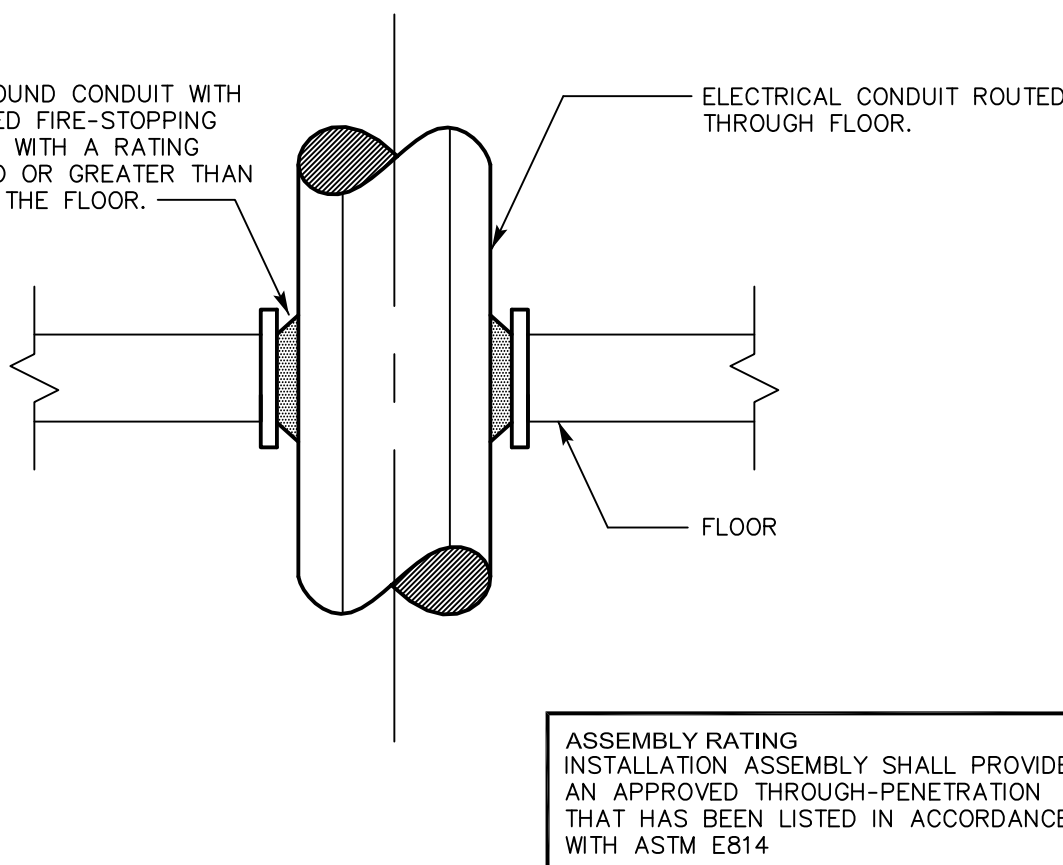 OUND CONDUIT WITH
ED FIRE-STOPPING
WITH A RATING
O OR GREATER THAN
THE FLOOR.
ELECTRICAL CONDUIT ROUTED
THROUGH FLOOR.
FLOOR
ASSEMBLY RATING
INSTALLATION ASSEMBLY SHALL PROVIDE
AN APPROVED THROUGH-PENETRATION
THAT HAS BEEN LISTED IN ACCORDANCE
WITH ASTM E814